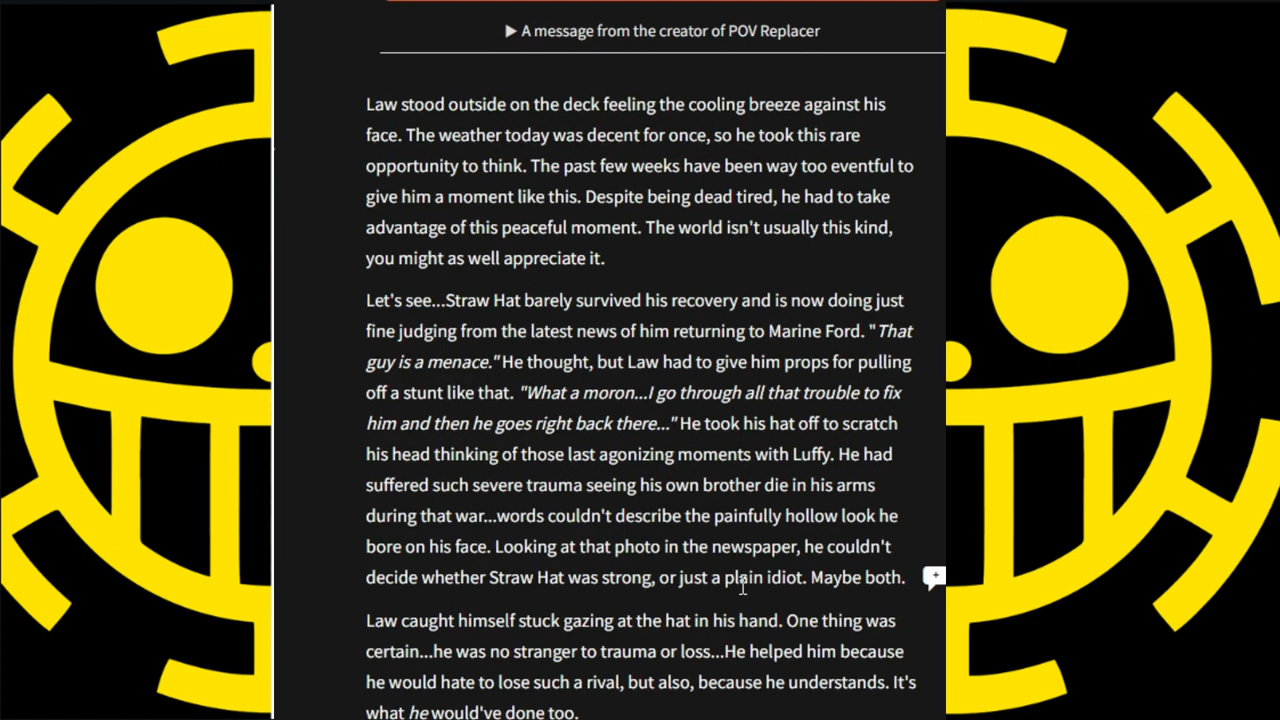 ▶ A message from the creator of POV Replacer
Law stood outside on the deck feeling the cooling breeze against his
face. The weather today was decent for once, so he took this rare
opportunity to think. The past few weeks have been way too eventful to
give him a moment like this. Despite being dead tired, he had to take
advantage of this peaceful moment. The world isn't usually this kind,
you might as well appreciate it.
Let's see...Straw Hat barely survived his recovery and is now doing just
fine judging from the latest news of him returning to Marine Ford. "That
guy is a menace." He thought, but Law had to give him props for pulling
off a stunt like that. "What a moron...I go through all that trouble to fix
him and then he goes right back there..." He took his hat off to scratch
his head thinking of those last agonizing moments with Luffy. He had
suffered such severe trauma seeing his own brother die in his arms
during that war...words couldn't describe the painfully hollow look he
bore on his face. Looking at that photo in the newspaper, he couldn't
decide whether Straw Hat was strong, or just a plain idiot. Maybe both.
Law caught himself stuck gazing at the hat in his hand. One thing was
certain...he was no stranger to trauma or loss...He helped him because
he would hate to lose such a rival, but also, because he understands. It's
what he would've done too.